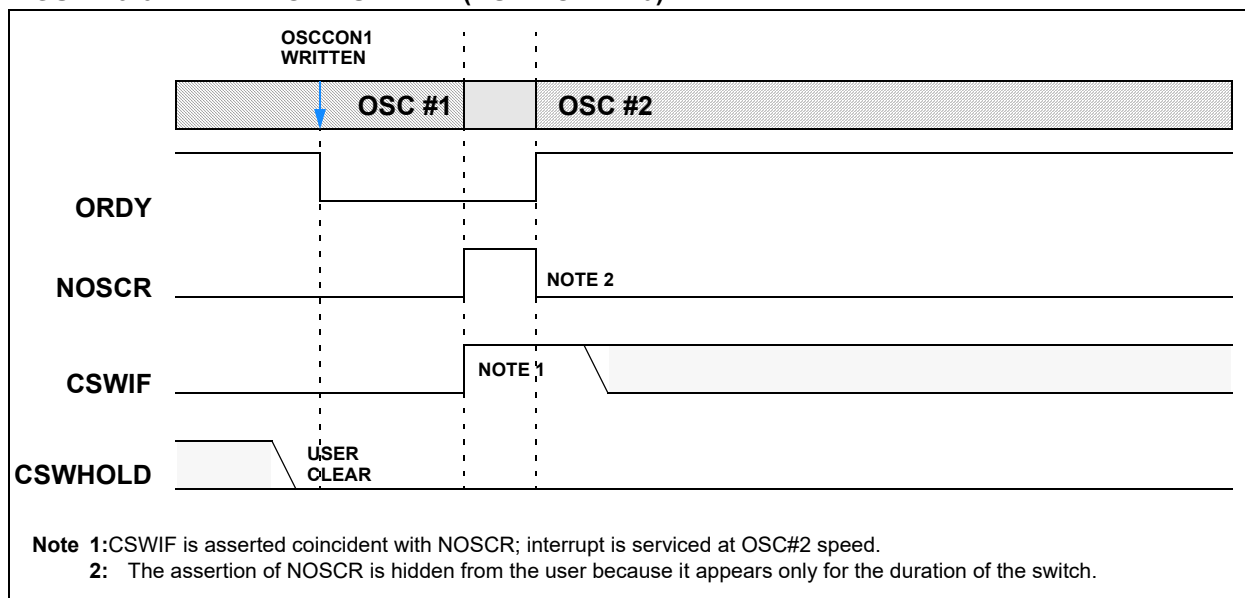 OSCCON1
WRITTEN
OSC #1
OSC #2
ORDY
NOSCR
NOTE 2
CSWIF
NOTE 1
CSWHOLD
USER
CLEAR
Note 1:CSWIF is asserted coincident with NOSCR; interrupt is serviced at OSC#2 speed.
2: The assertion of NOSCR is hidden from the user because it appears only for the duration of the switch.